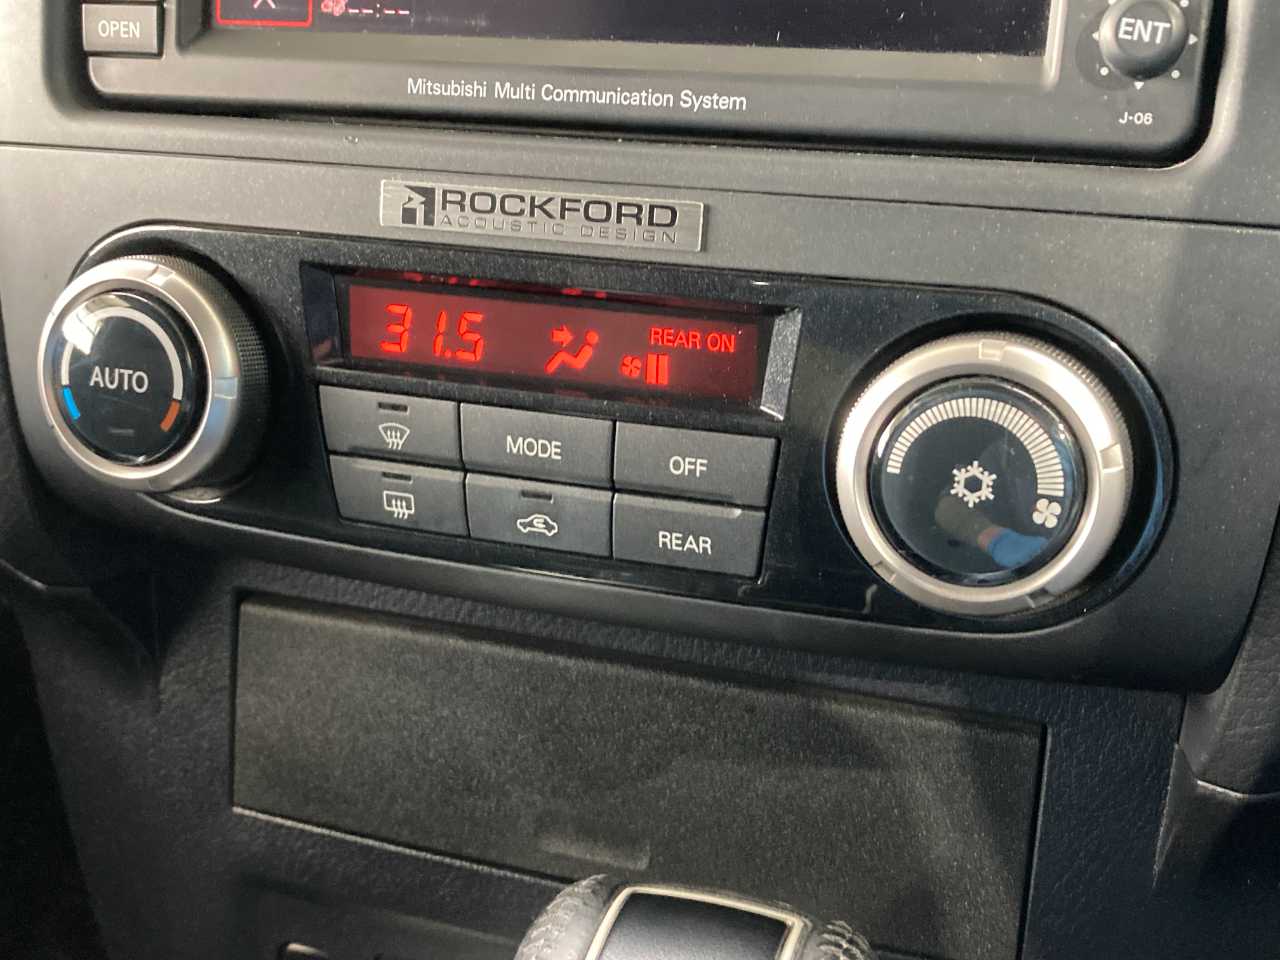 OPEN
--:--
ENT
Mitsubishi Multi Communication System
J-06
ROCKFORD
ACOUSTIC DESIGN
31.5
REAR ON
AUTO
MODE
OFF
REAR